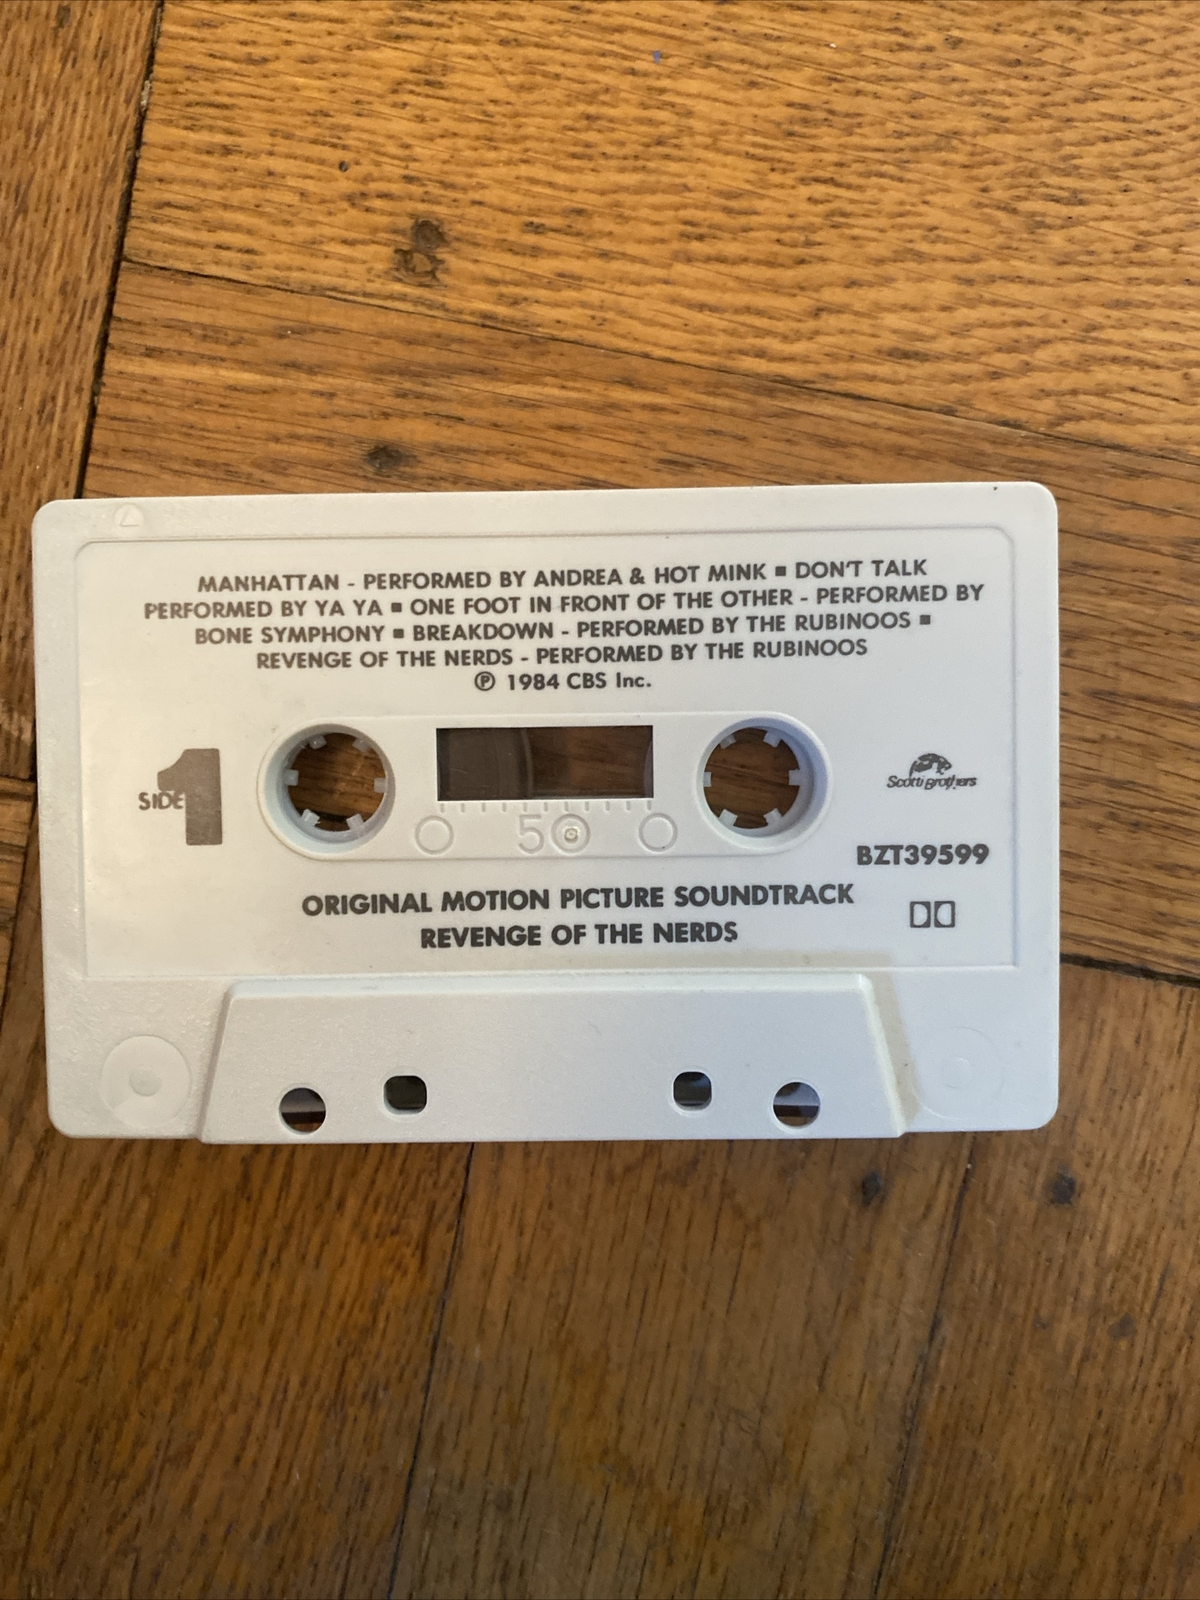 MANHATTAN - PERFORMED BY ANDREA & HOT MINK ▪ DON'T TALK
PERFORMED BY YA YA ▪ ONE FOOT IN FRONT OF THE OTHER - PERFORMED BY
BONE SYMPHONY ▪ BREAKDOWN - PERFORMED BY THE RUBINOOS ▪
REVENGE OF THE NERDS - PERFORMED BY THE RUBINOOS
℗ 1984 CBS Inc.
SIDE 1
50
Scotti Brothers
BZT39599
ORIGINAL MOTION PICTURE SOUNDTRACK
REVENGE OF THE NERDS